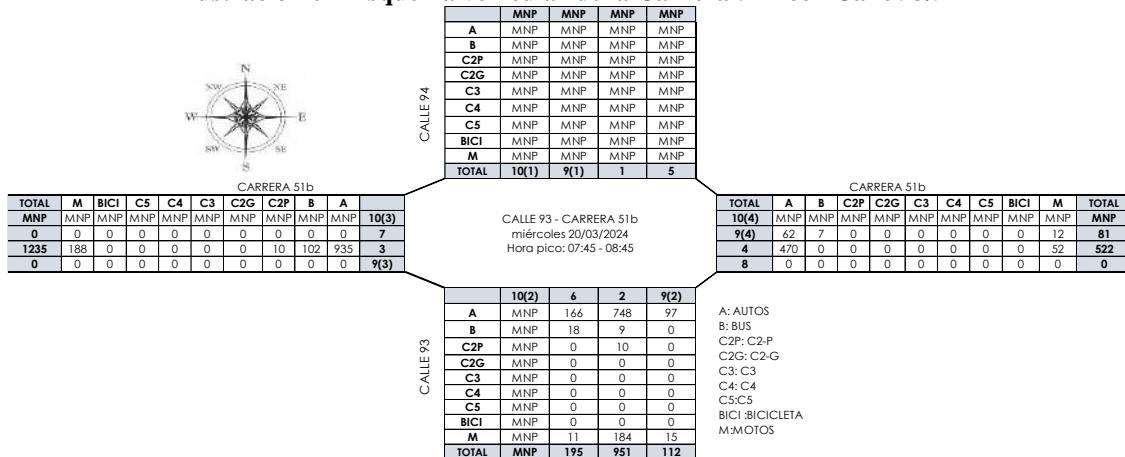 MNP MNP MNP MNP
A MNP MNP MNP MNP
B MNP MNP MNP MNP
C2P MNP MNP MNP MNP
C2G MNP MNP MNP MNP
C3 MNP MNP MNP MNP
C4 MNP MNP MNP MNP
C5 MNP MNP MNP MNP
BICI MNP MNP MNP MNP
M MNP MNP MNP MNP
TOTAL 10(1) 9(1) 1 5
CALLE 94
N
NW NE
W E
SW SE
S
CARRERA 51b
TOTAL M BICI C5 C4 C3 C2G C2P B A
MNP MNP MNP MNP MNP MNP MNP MNP MNP MNP 10(3)
0 0 0 0 0 0 0 0 0 0 7
1235 188 0 0 0 0 0 10 102 935 3
0 0 0 0 0 0 0 0 0 0 9(3)
CALLE 93 - CARRERA 51b
miércoles 20/03/2024
Hora pico: 07:45 - 08:45
CARRERA 51b
TOTAL A B C2P C2G C3 C4 C5 BICI M TOTAL
10(4) MNP MNP MNP MNP MNP MNP MNP MNP MNP MNP
9(4) 62 7 0 0 0 0 0 0 12 81
4 470 0 0 0 0 0 0 0 52 522
8 0 0 0 0 0 0 0 0 0 0
10(2) 6 2 9(2)
A MNP 166 748 97
B MNP 18 9 0
C2P MNP 0 10 0
C2G MNP 0 0 0
C3 MNP 0 0 0
C4 MNP 0 0 0
C5 MNP 0 0 0
BICI MNP 0 0 0
M MNP 11 184 15
TOTAL MNP 195 951 112
CALLE 93
A: AUTOS
B: BUS
C2P: C2-P
C2G: C2-G
C3: C3
C4: C4
C5:C5
BICI :BICICLETA
M:MOTOS